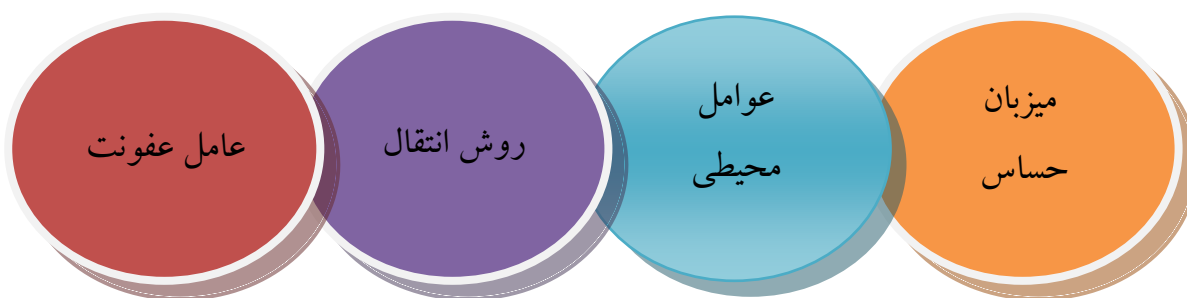 میزبان
حساس
عوامل
محیطی
روش انتقال
عامل عفونت